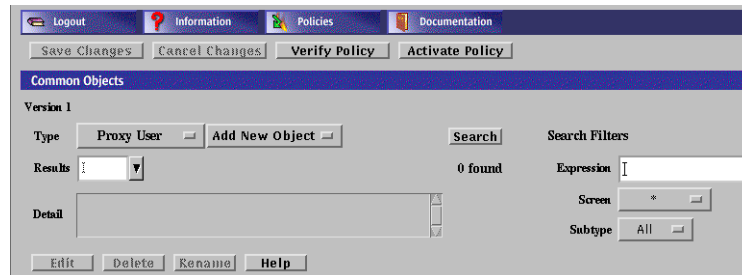 Logout Information Policies Documentation
Save Changes Cancel Changes Verify Policy Activate Policy
Common Objects
Version 1
Type Proxy User Add New Object Search Search Filters
Results 0 found Expression
Screen *
Detail
Subtype All
Edit Delete Rename Help